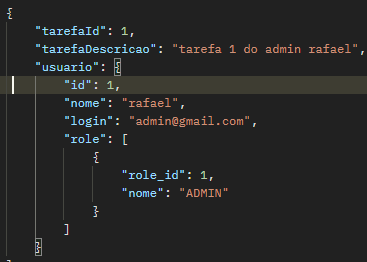 {
"tarefaId": 1,
"tarefaDescricao": "tarefa 1 do admin rafael",
"usuario": {
"id": 1,
"nome": "rafael",
"login": "admin@gmail.com",
"role": [
{
"role_id": 1,
"nome": "ADMIN"
}
]
}